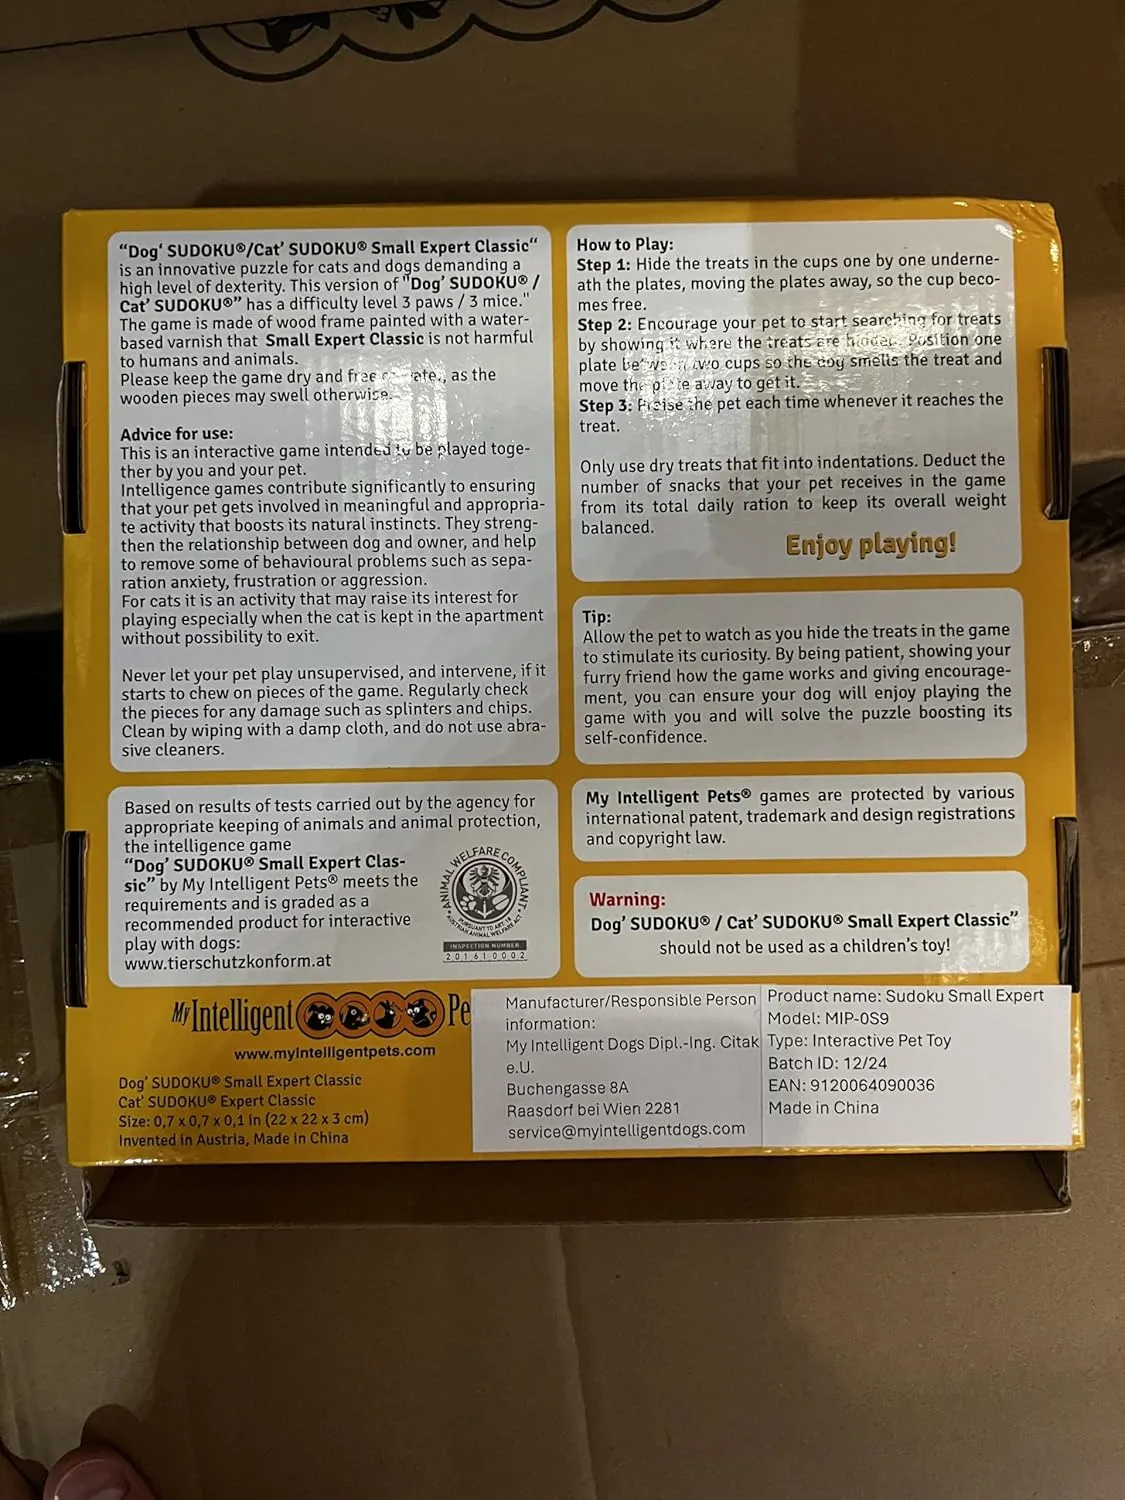 “Dog‘ SUDOKU®/Cat’ SUDOKU® Small Expert Classic“
is an innovative puzzle for cats and dogs demanding a
high level of dexterity. This version of "Dog’ SUDOKU® /
Cat’ SUDOKU®” has a difficulty level 3 paws / 3 mice."
The game is made of wood frame painted with a water-
based varnish that Small Expert Classic is not harmful
to humans and animals.
Please keep the game dry and free as the
wooden pieces may swell otherwise.
Advice for use:
This is an interactive game intended to be played toge-
ther by you and your pet.
Intelligence games contribute significantly to ensuring
that your pet gets involved in meaningful and appropria-
te activity that boosts its natural instincts. They streng-
then the relationship between dog and owner, and help
to remove some of behavioural problems such as sepa-
ration anxiety, frustration or aggression.
For cats it is an activity that may raise its interest for
playing especially when the cat is kept in the apartment
without possibility to exit.
Never let your pet play unsupervised, and intervene, if it
starts to chew on pieces of the game. Regularly check
the pieces for any damage such as splinters and chips.
Clean by wiping with a damp cloth, and do not use abra-
sive cleaners.
Based on results of tests carried out by the agency for
appropriate keeping of animals and animal protection,
the intelligence game
“Dog’ SUDOKU® Small Expert Clas-
sic” by My Intelligent Pets® meets the
requirements and is graded as a
recommended product for interactive
play with dogs:
www.tierschutzkonform.at
ANIMAL WELFARE COMPLIANT
PURSUANT TO ART. 18
AUSTRIAN ANIMAL WELFARE ACT
INSPECTION NUMBER
201610002
How to Play:
Step 1: Hide the treats in the cups one by one underne-
ath the plates, moving the plates away, so the cup beco-
mes free.
Step 2: Encourage your pet to start searching for treats
by showing it where the treats are hidden. Position one
plate between two cups so the dog smells the treat and
move the plate away to get it.
Step 3: Praise the pet each time whenever it reaches the
treat.
Only use dry treats that fit into indentations. Deduct the
number of snacks that your pet receives in the game
from its total daily ration to keep its overall weight
balanced.
Enjoy playing!
Tip:
Allow the pet to watch as you hide the treats in the game
to stimulate its curiosity. By being patient, showing your
furry friend how the game works and giving encourage-
ment, you can ensure your dog will enjoy playing the
game with you and will solve the puzzle boosting its
self-confidence.
My Intelligent Pets® games are protected by various
international patent, trademark and design registrations
and copyright law.
Warning:
Dog’ SUDOKU® / Cat’ SUDOKU® Small Expert Classic”
should not be used as a children’s toy!
My Intelligent Pe
www.myintelligentpets.com
Dog’ SUDOKU® Small Expert Classic
Cat’ SUDOKU® Expert Classic
Size: 0,7 x 0,7 x 0,1 in (22 x 22 x 3 cm)
Invented in Austria, Made in China
Manufacturer/Responsible Person
information:
My Intelligent Dogs Dipl.-Ing. Citak
e.U.
Buchengasse 8A
Raasdorf bei Wien 2281
service@myintelligentdogs.com
Product name: Sudoku Small Expert
Model: MIP-0S9
Type: Interactive Pet Toy
Batch ID: 12/24
EAN: 9120064090036
Made in China